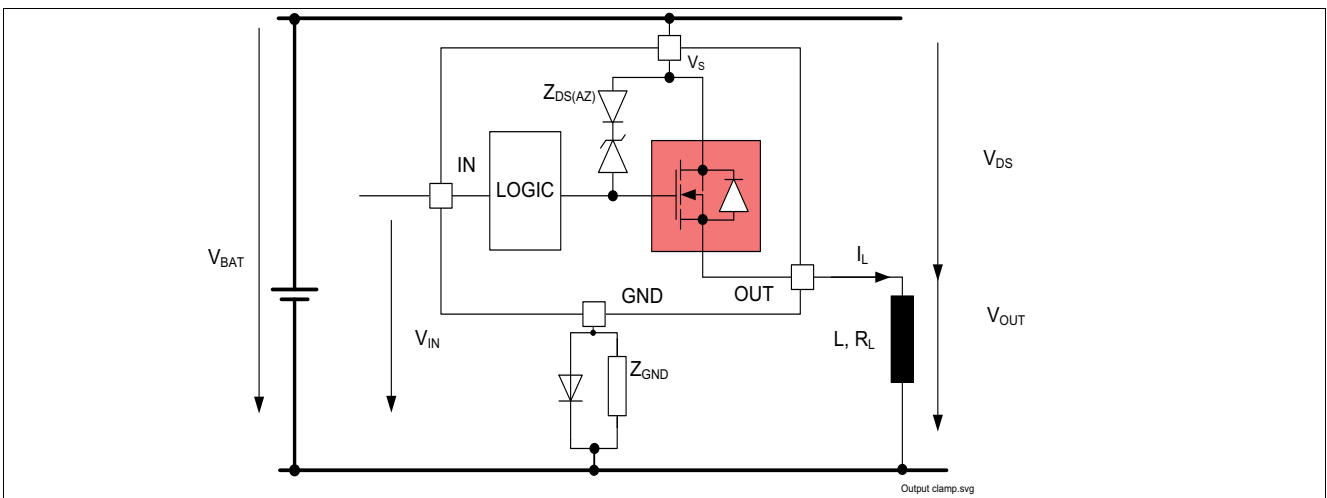 VS
ZDS(AZ)
IN
LOGIC
VDS
VBAT
IL
GND
OUT
VOUT
VIN
L, RL
ZGND
Output clamp.svg